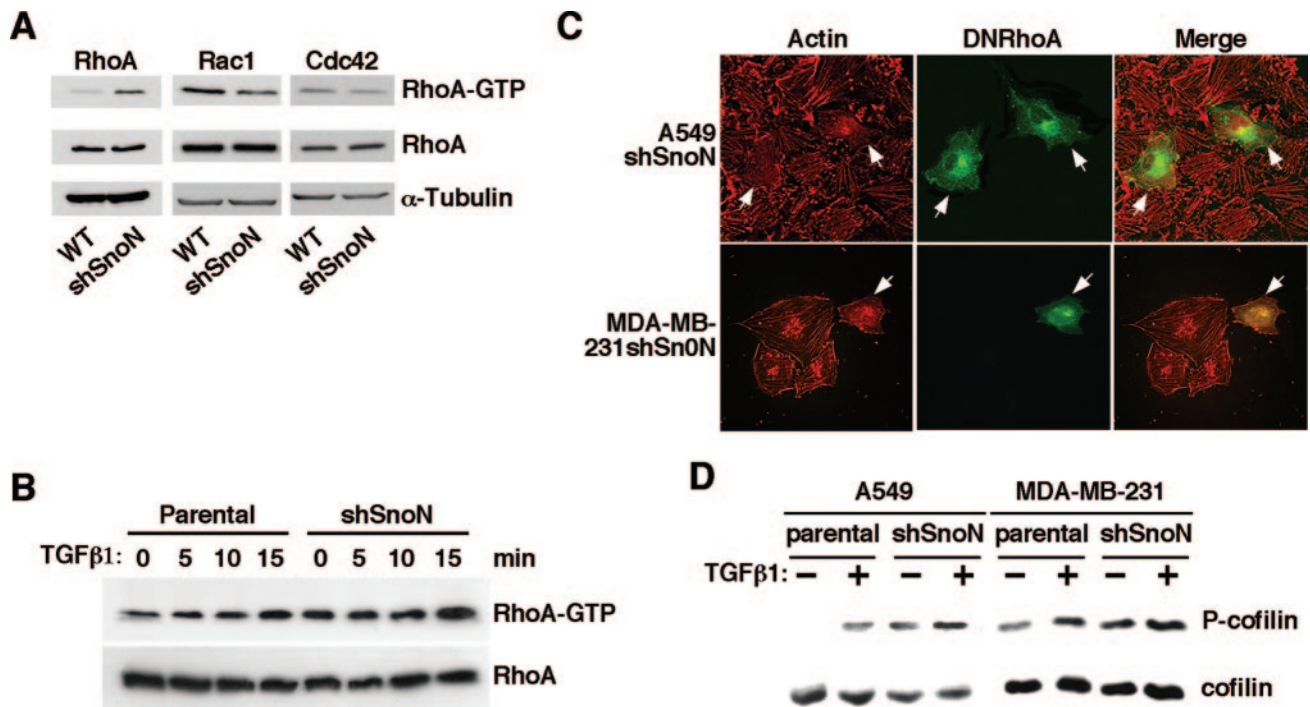 A
RhoA Rac1 Cdc42
RhoA-GTP
RhoA
α-Tubulin
WT shSnoN WT shSnoN WT shSnoN
B
Parental shSnoN
TGFβ1: 0 5 10 15 0 5 10 15 min
RhoA-GTP
RhoA
C
Actin DNRhoA Merge
A549
shSnoN
MDA-MB-
231shSn0N
D
A549 MDA-MB-231
parental shSnoN parental shSnoN
TGFβ1: − + − + − + − +
P-cofilin
cofilin